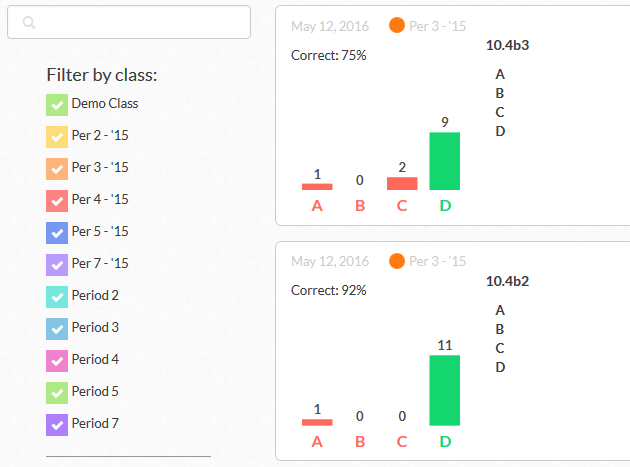 Filter by class:
Demo Class
Per 2 - '15
Per 3 - '15
Per 4 - '15
Per 5 - '15
Per 7 - '15
Period 2
Period 3
Period 4
Period 5
Period 7
May 12, 2016 Per 3 - '15
Correct: 75%
1 0 2 9
A B C D
10.4b3
A
B
C
D
May 12, 2016 Per 3 - '15
Correct: 92%
1 0 0 11
A B C D
10.4b2
A
B
C
D